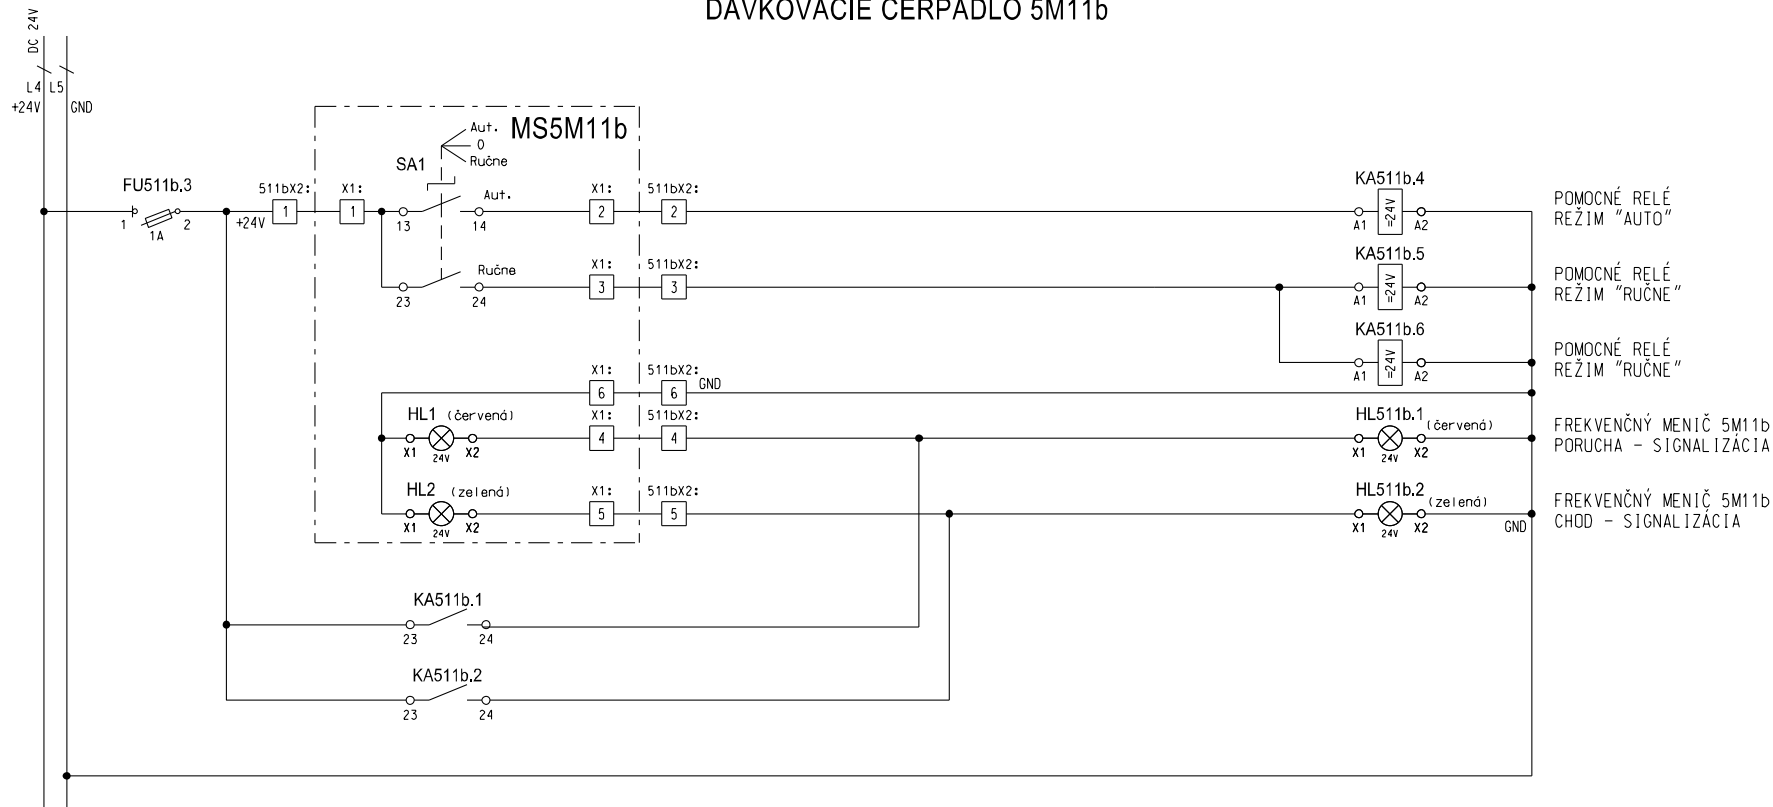 DÁVKOVACIE ČERPADLO 5M11b
DC 24V
L4 L5
+24V GND
MS5M11b
Aut.
0
Ručne
SA1
FU511b.3
1 2
1A
+24V
511bX2:
1
X1:
1
Aut.
13 14
X1:
2
511bX2:
2
KA511b.4
A1 =24V A2
POMOCNÉ RELÉ
REŽIM "AUTO"
Ručne
23 24
X1:
3
511bX2:
3
KA511b.5
A1 =24V A2
POMOCNÉ RELÉ
REŽIM "RUČNE"
KA511b.6
A1 =24V A2
POMOCNÉ RELÉ
REŽIM "RUČNE"
X1:
6
511bX2:
6
GND
HL1 (červená)
X1 24V X2
X1:
4
511bX2:
4
HL511b.1 (červená)
X1 24V X2
FREKVENČNÝ MENIČ 5M11b
PORUCHA - SIGNALIZÁCIA
HL2 (zelená)
X1 24V X2
X1:
5
511bX2:
5
HL511b.2 (zelená)
X1 24V X2
GND
FREKVENČNÝ MENIČ 5M11b
CHOD - SIGNALIZÁCIA
KA511b.1
23 24
KA511b.2
23 24